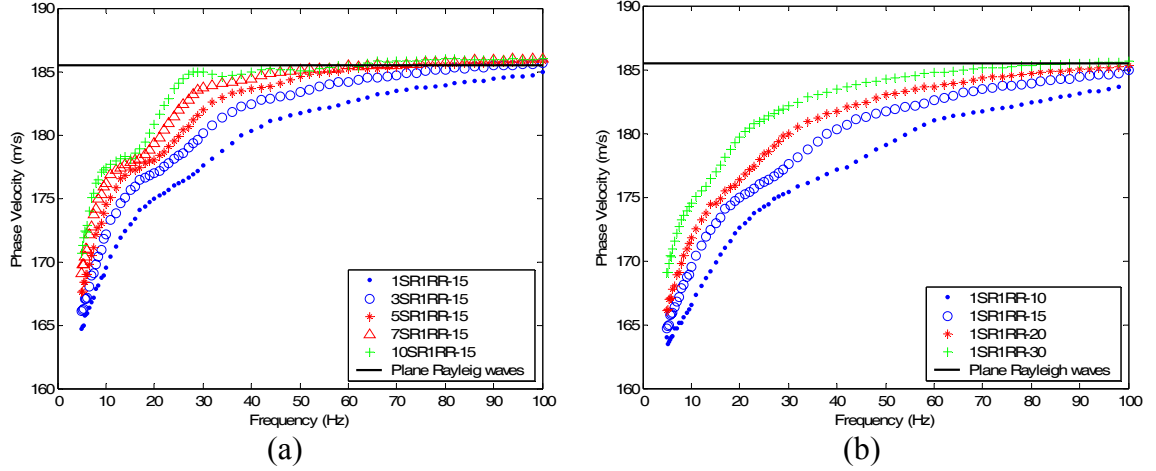 190
185
180
175
170
165
160
Phase Velocity (m/s)
0 10 20 30 40 50 60 70 80 90 100
Frequency (Hz)
1SR1RR-15
3SR1RR-15
5SR1RR-15
7SR1RR-15
10SR1RR-15
Plane Rayleig waves
(a)
190
185
180
175
170
165
160
Phase Velocity (m/s)
0 10 20 30 40 50 60 70 80 90 100
Frequency (Hz)
1SR1RR-10
1SR1RR-15
1SR1RR-20
1SR1RR-30
Plane Rayleigh waves
(b)